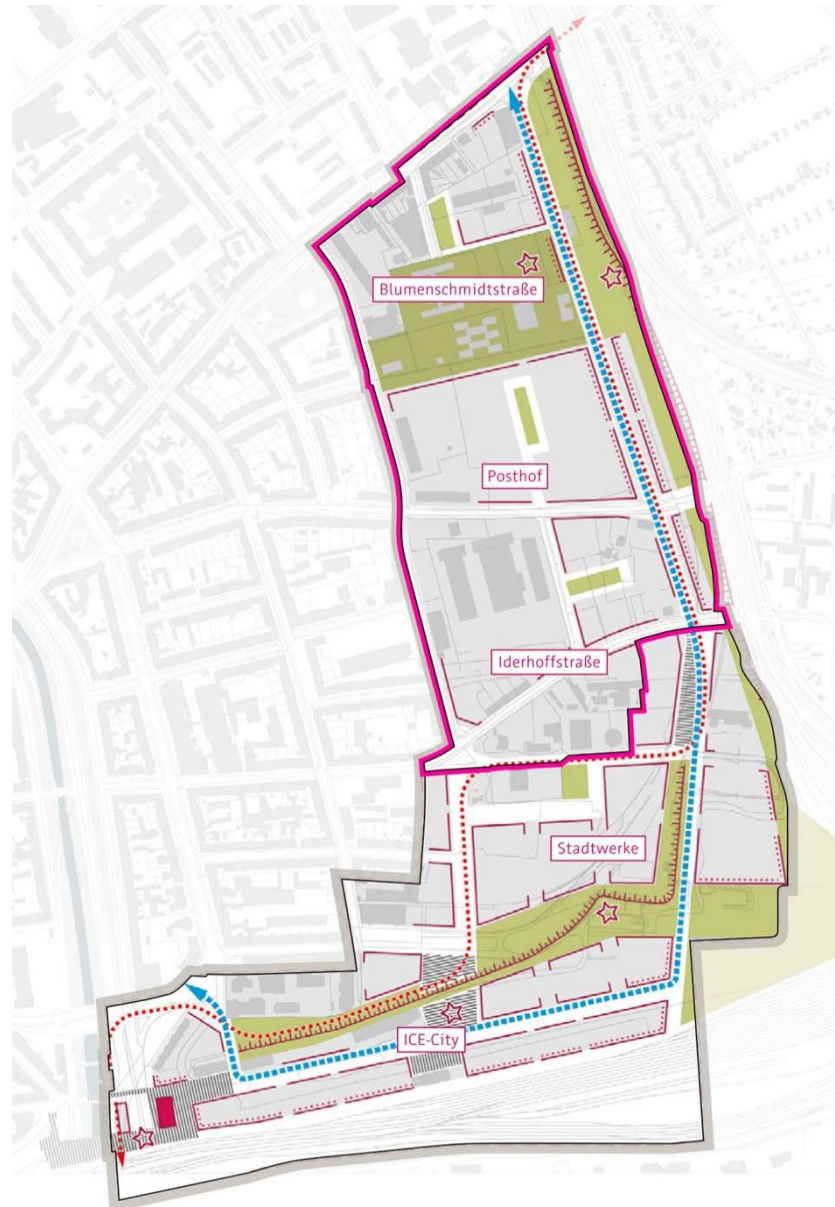 Blumenschmidtstraße
Posthof
Iderhoffstraße
Stadtwerke
ICE-City